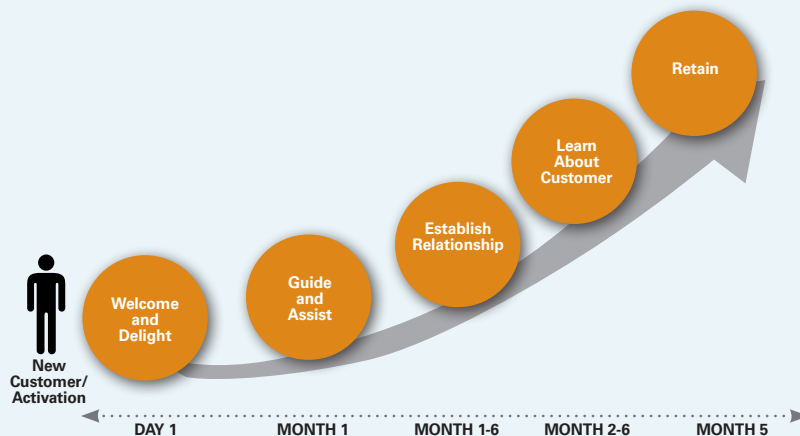 Retain
Learn
About
Customer
Establish
Relationship
Guide
and
Assist
Welcome
and
Delight
New
Customer/
Activation
DAY 1
MONTH 1
MONTH 1-6
MONTH 2-6
MONTH 5